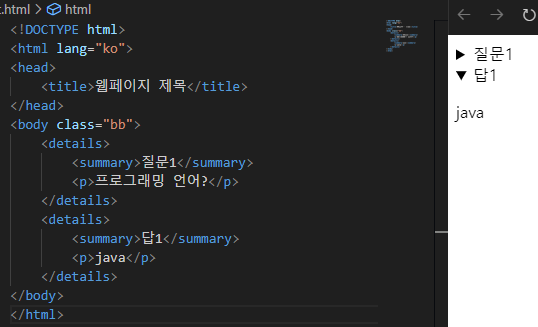 t.html > html
<!DOCTYPE html>
<html lang="ko">
<head>
<title>웹페이지 제목</title>
</head>
<body class="bb">
<details>
<summary>질문1</summary>
<p>프로그래밍 언어?</p>
</details>
<details>
<summary>답1</summary>
<p>java</p>
</details>
</body>
</html>
질문1
답1
java